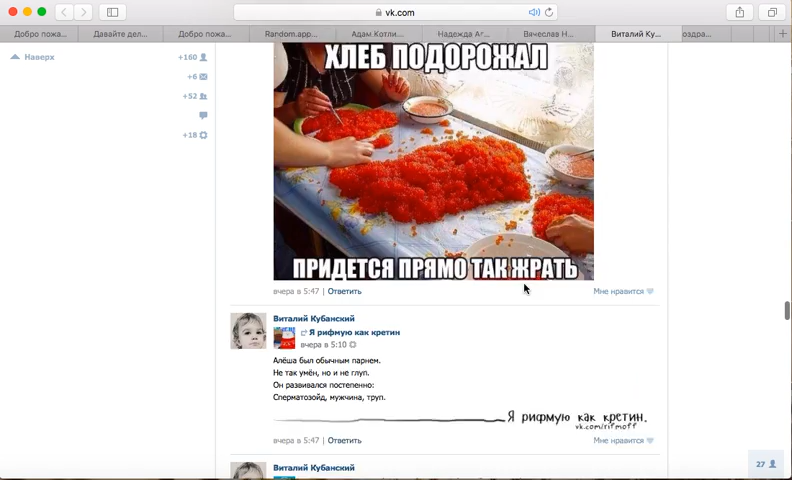 vk.com
Добро пожа...
Давайте дел...
Добро пожа...
Random.app...
Адам Котли...
Надежда Аг...
Вячеслав Н...
Виталий Ку...
оздра...
Наверх
+160
+6
+52
+18
ХЛЕБ ПОДОРОЖАЛ
ПРИДЕТСЯ ПРЯМО ТАК ЖРАТЬ
вчера в 5:47 | Ответить
Мне нравится
Виталий Кубанский
Я рифмую как кретин
вчера в 5:10
Алёша был обычным парнем.
Не так умён, но и не глуп.
Он развивался постепенно:
Сперматозойд, мужчина, труп.
Я рифмую как кретин.
vk.com/rifmoff
вчера в 5:47 | Ответить
Мне нравится
Виталий Кубанский
27